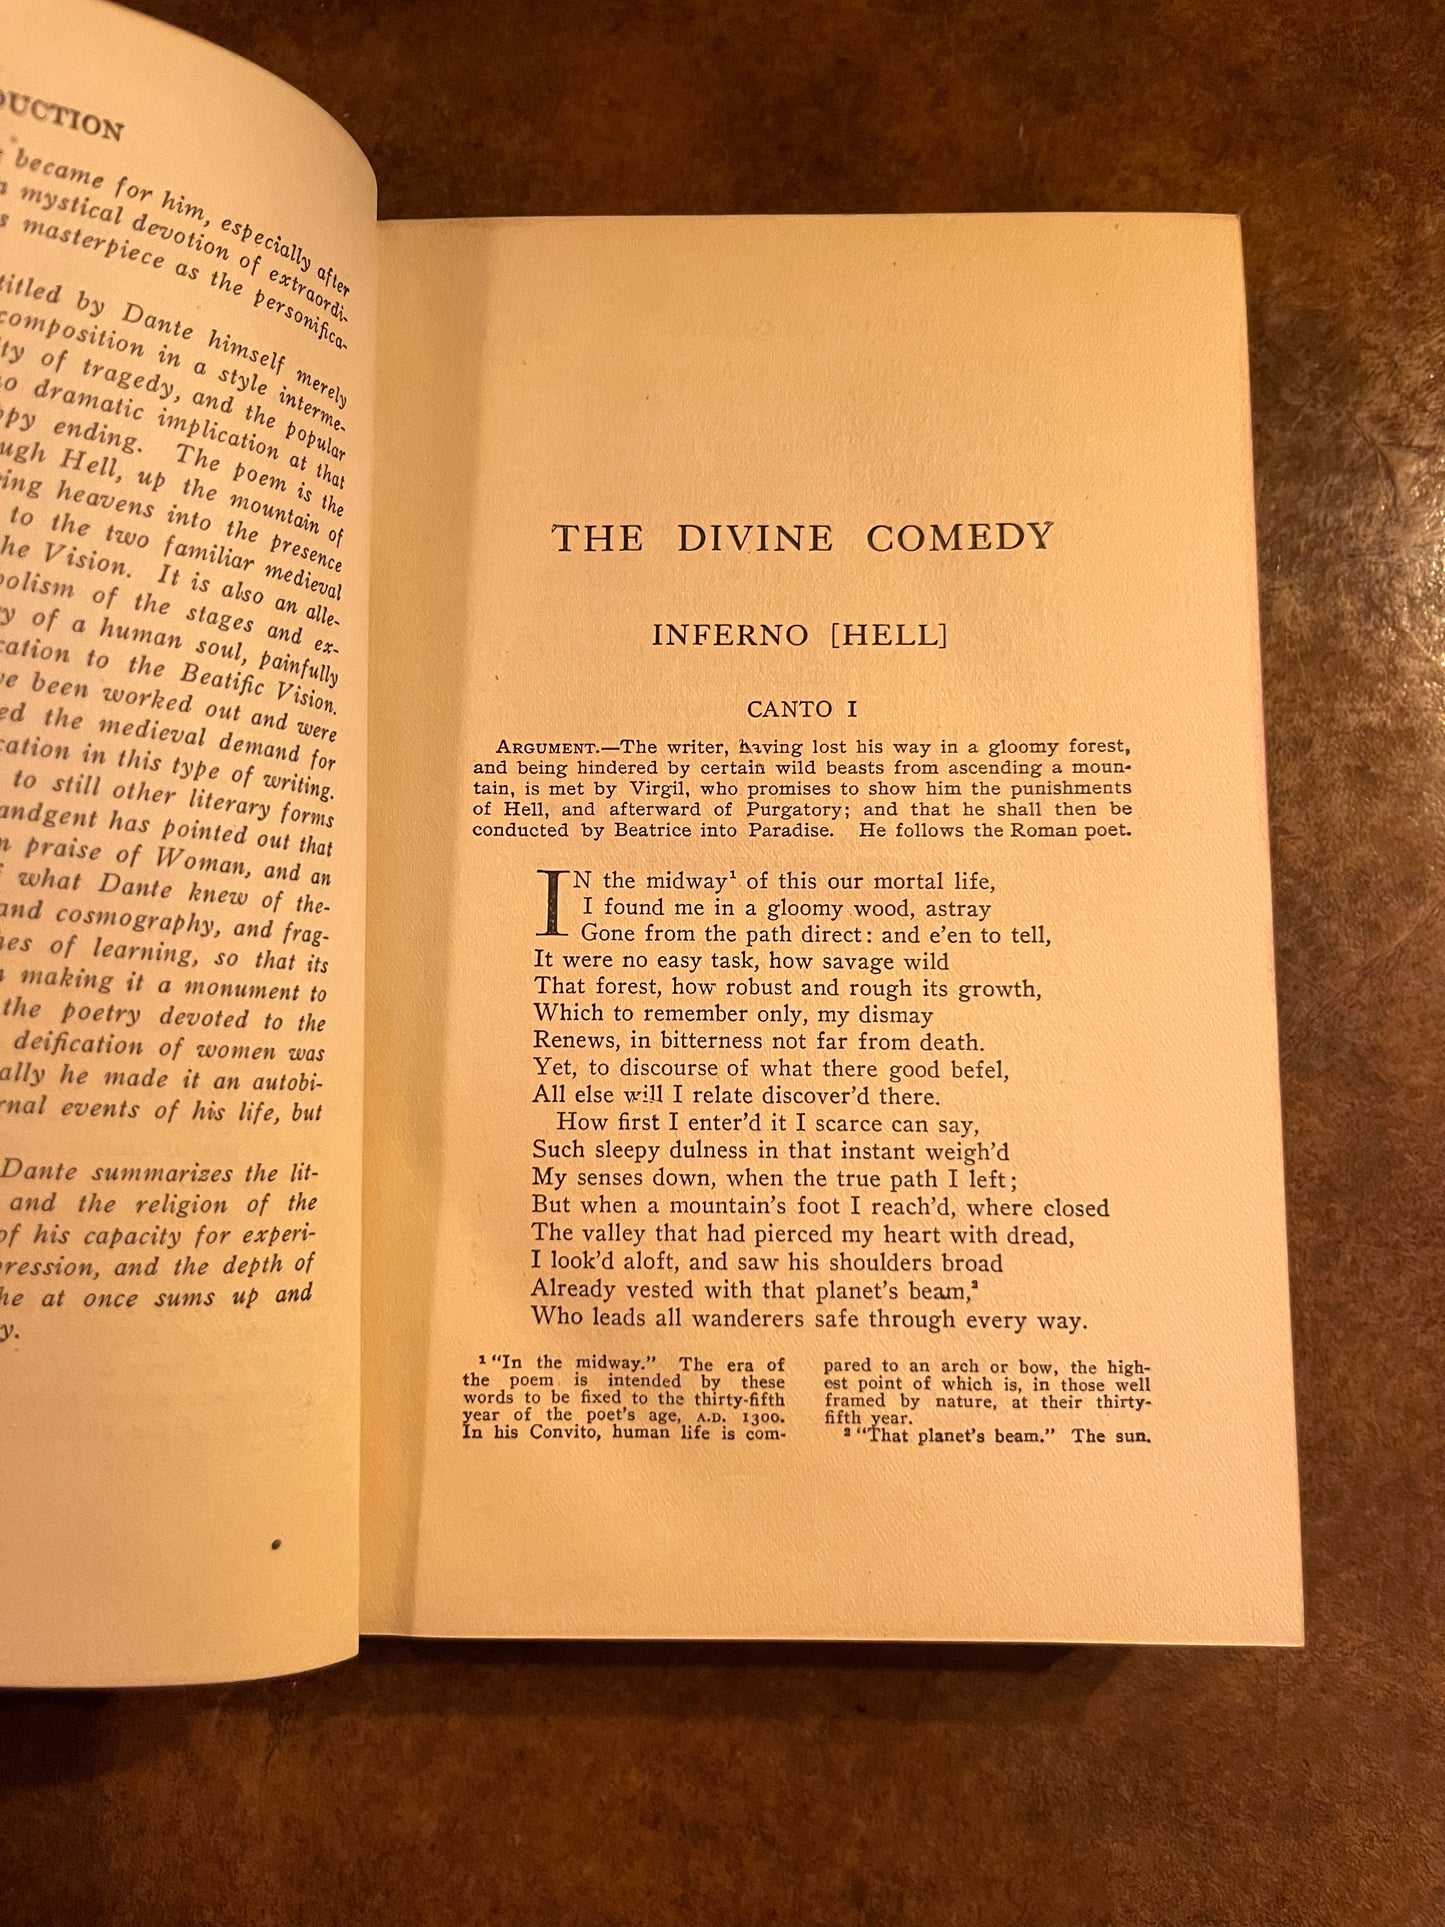 DUCTION
became for him, especially after
mystical devotion of extraordi-
masterpiece as the personifica-
titled by Dante himself merely
composition in a style interme-
ty of tragedy, and the popular
no dramatic implication at that
ppy ending. The poem is the
ugh Hell, up the mountain of
ing heavens into the presence
to the two familiar medieval
he Vision. It is also an alle-
bolism of the stages and ex-
y of a human soul, painfully
cation to the Beatific Vision.
ve been worked out and were
ed the medieval demand for
cation in this type of writing.
to still other literary forms
andgent has pointed out that
n praise of Woman, and an
f what Dante knew of the-
and cosmography, and frag-
hes of learning, so that its
n making it a monument to
the poetry devoted to the
deification of women was
ally he made it an autobi-
rnal events of his life, but
Dante summarizes the lit-
and the religion of the
of his capacity for experi-
pression, and the depth of
he at once sums up and
y.
THE DIVINE COMEDY
INFERNO [HELL]
CANTO I
ARGUMENT.—The writer, having lost his way in a gloomy forest,
and being hindered by certain wild beasts from ascending a moun-
tain, is met by Virgil, who promises to show him the punishments
of Hell, and afterward of Purgatory; and that he shall then be
conducted by Beatrice into Paradise. He follows the Roman poet.
IN the midway¹ of this our mortal life,
I found me in a gloomy wood, astray
Gone from the path direct: and e'en to tell,
It were no easy task, how savage wild
That forest, how robust and rough its growth,
Which to remember only, my dismay
Renews, in bitterness not far from death.
Yet, to discourse of what there good befel,
All else will I relate discover'd there.
How first I enter'd it I scarce can say,
Such sleepy dulness in that instant weigh'd
My senses down, when the true path I left;
But when a mountain's foot I reach'd, where closed
The valley that had pierced my heart with dread,
I look'd aloft, and saw his shoulders broad
Already vested with that planet's beam,²
Who leads all wanderers safe through every way.
¹ "In the midway." The era of
the poem is intended by these
words to be fixed to the thirty-fifth
year of the poet's age, A.D. 1300.
In his Convito, human life is com-
pared to an arch or bow, the high-
est point of which is, in those well
framed by nature, at their thirty-
fifth year.
² "That planet's beam." The sun.